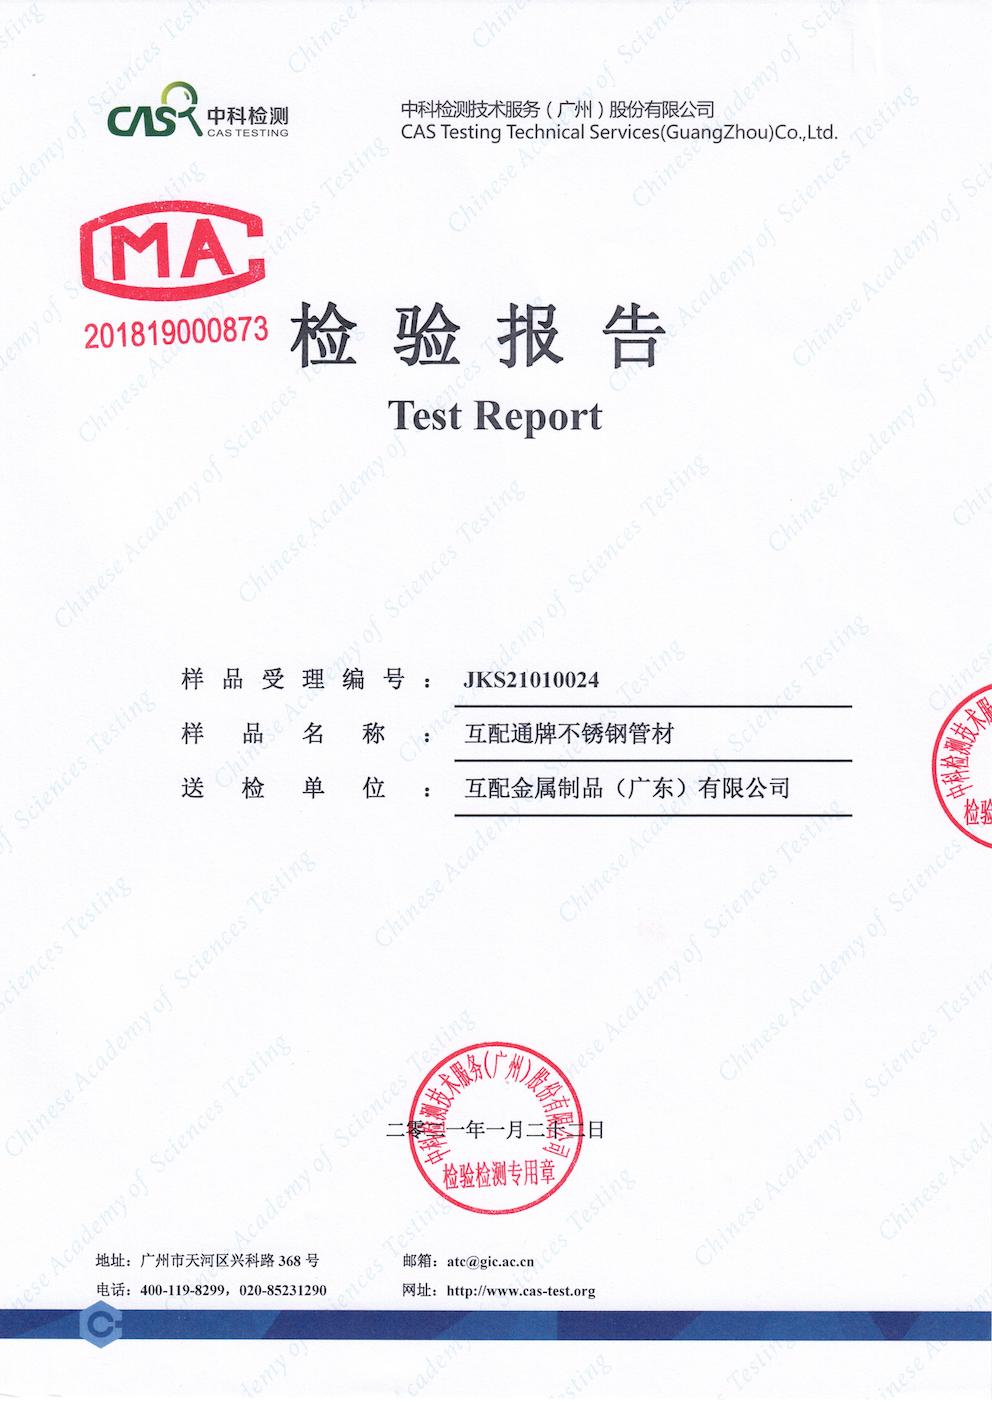 CAS 中科检测
CAS TESTING
中科检测技术服务（广州）股份有限公司
CAS Testing Technical Services(GuangZhou)Co.,Ltd.
MA
201819000873
检验报告
Test Report
样品受理编号：JKS21010024
样品名称：互配通牌不锈钢管材
送检单位：互配金属制品（广东）有限公司
中科检测技术服
检验
中科检测技术服务(广州)股份有限公司
二零二一年一月二十二日
检验检测专用章
地址：广州市天河区兴科路 368 号
邮箱：atc@gic.ac.cn
电话：400-119-8299，020-85231290
网址：http://www.cas-test.org
Chinese Academy of Sciences Testing